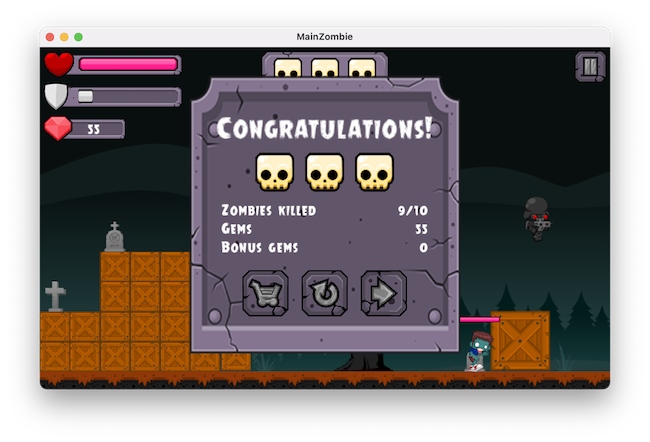 MainZombie
33
Congratulations!
Zombies killed 9/10
Gems 33
Bonus gems 0